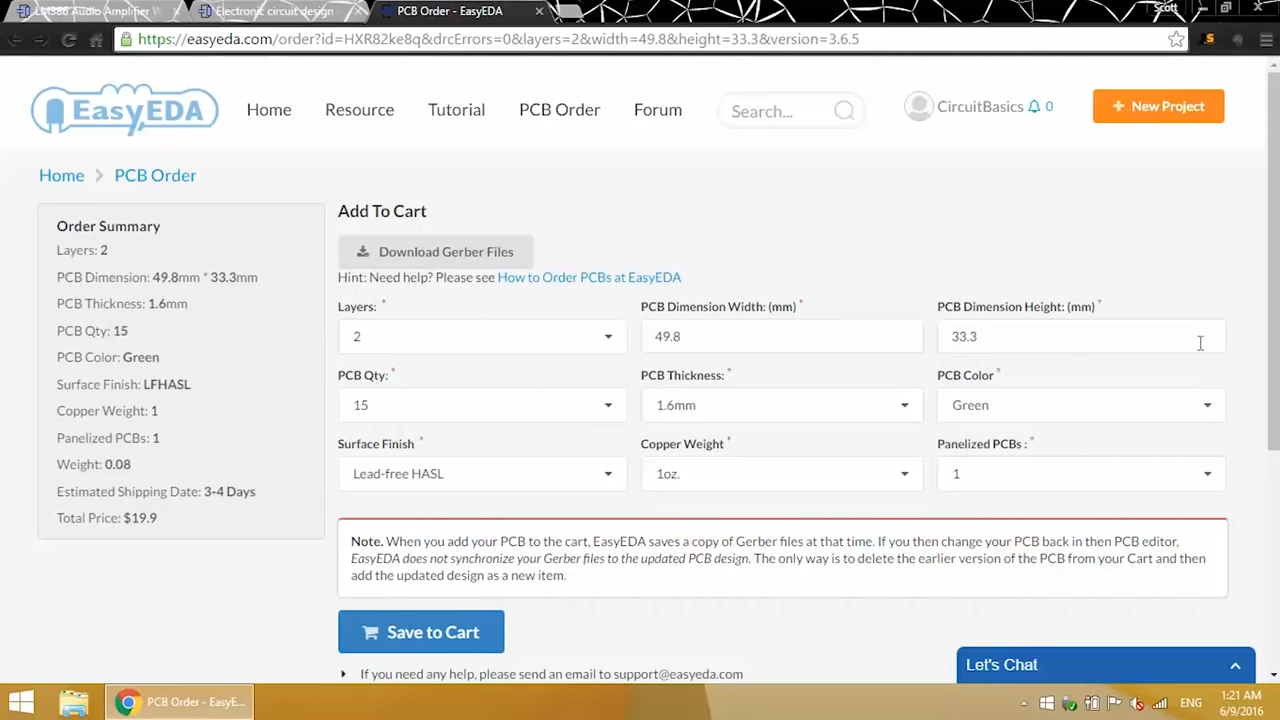 LM386 Audio Amplifier W
Electronic circuit design
PCB Order - EasyEDA
Scott
https://easyeda.com/order?id=HXR82ke8q&drcErrors=0&layers=2&width=49.8&height=33.3&version=3.6.5
EasyEDA
Home
Resource
Tutorial
PCB Order
Forum
Search...
CircuitBasics 0
+ New Project
Home > PCB Order
Order Summary
Layers: 2
PCB Dimension: 49.8mm * 33.3mm
PCB Thickness: 1.6mm
PCB Qty: 15
PCB Color: Green
Surface Finish: LFHASL
Copper Weight: 1
Panelized PCBs: 1
Weight: 0.08
Estimated Shipping Date: 3-4 Days
Total Price: $19.9
Add To Cart
Download Gerber Files
Hint: Need help? Please see How to Order PCBs at EasyEDA
Layers: *
PCB Dimension Width: (mm) *
PCB Dimension Height: (mm) *
2
49.8
33.3
PCB Qty: *
PCB Thickness: *
PCB Color *
15
1.6mm
Green
Surface Finish *
Copper Weight *
Panelized PCBs : *
Lead-free HASL
1oz.
1
Note. When you add your PCB to the cart, EasyEDA saves a copy of Gerber files at that time. If you then change your PCB back in then PCB editor,
EasyEDA does not synchronize your Gerber files to the updated PCB design. The only way is to delete the earlier version of the PCB from your Cart and then
add the updated design as a new item.
Save to Cart
If you need any help, please send an email to support@easyeda.com
Let's Chat
PCB Order - EasyE...
ENG
1:21 AM
6/9/2016